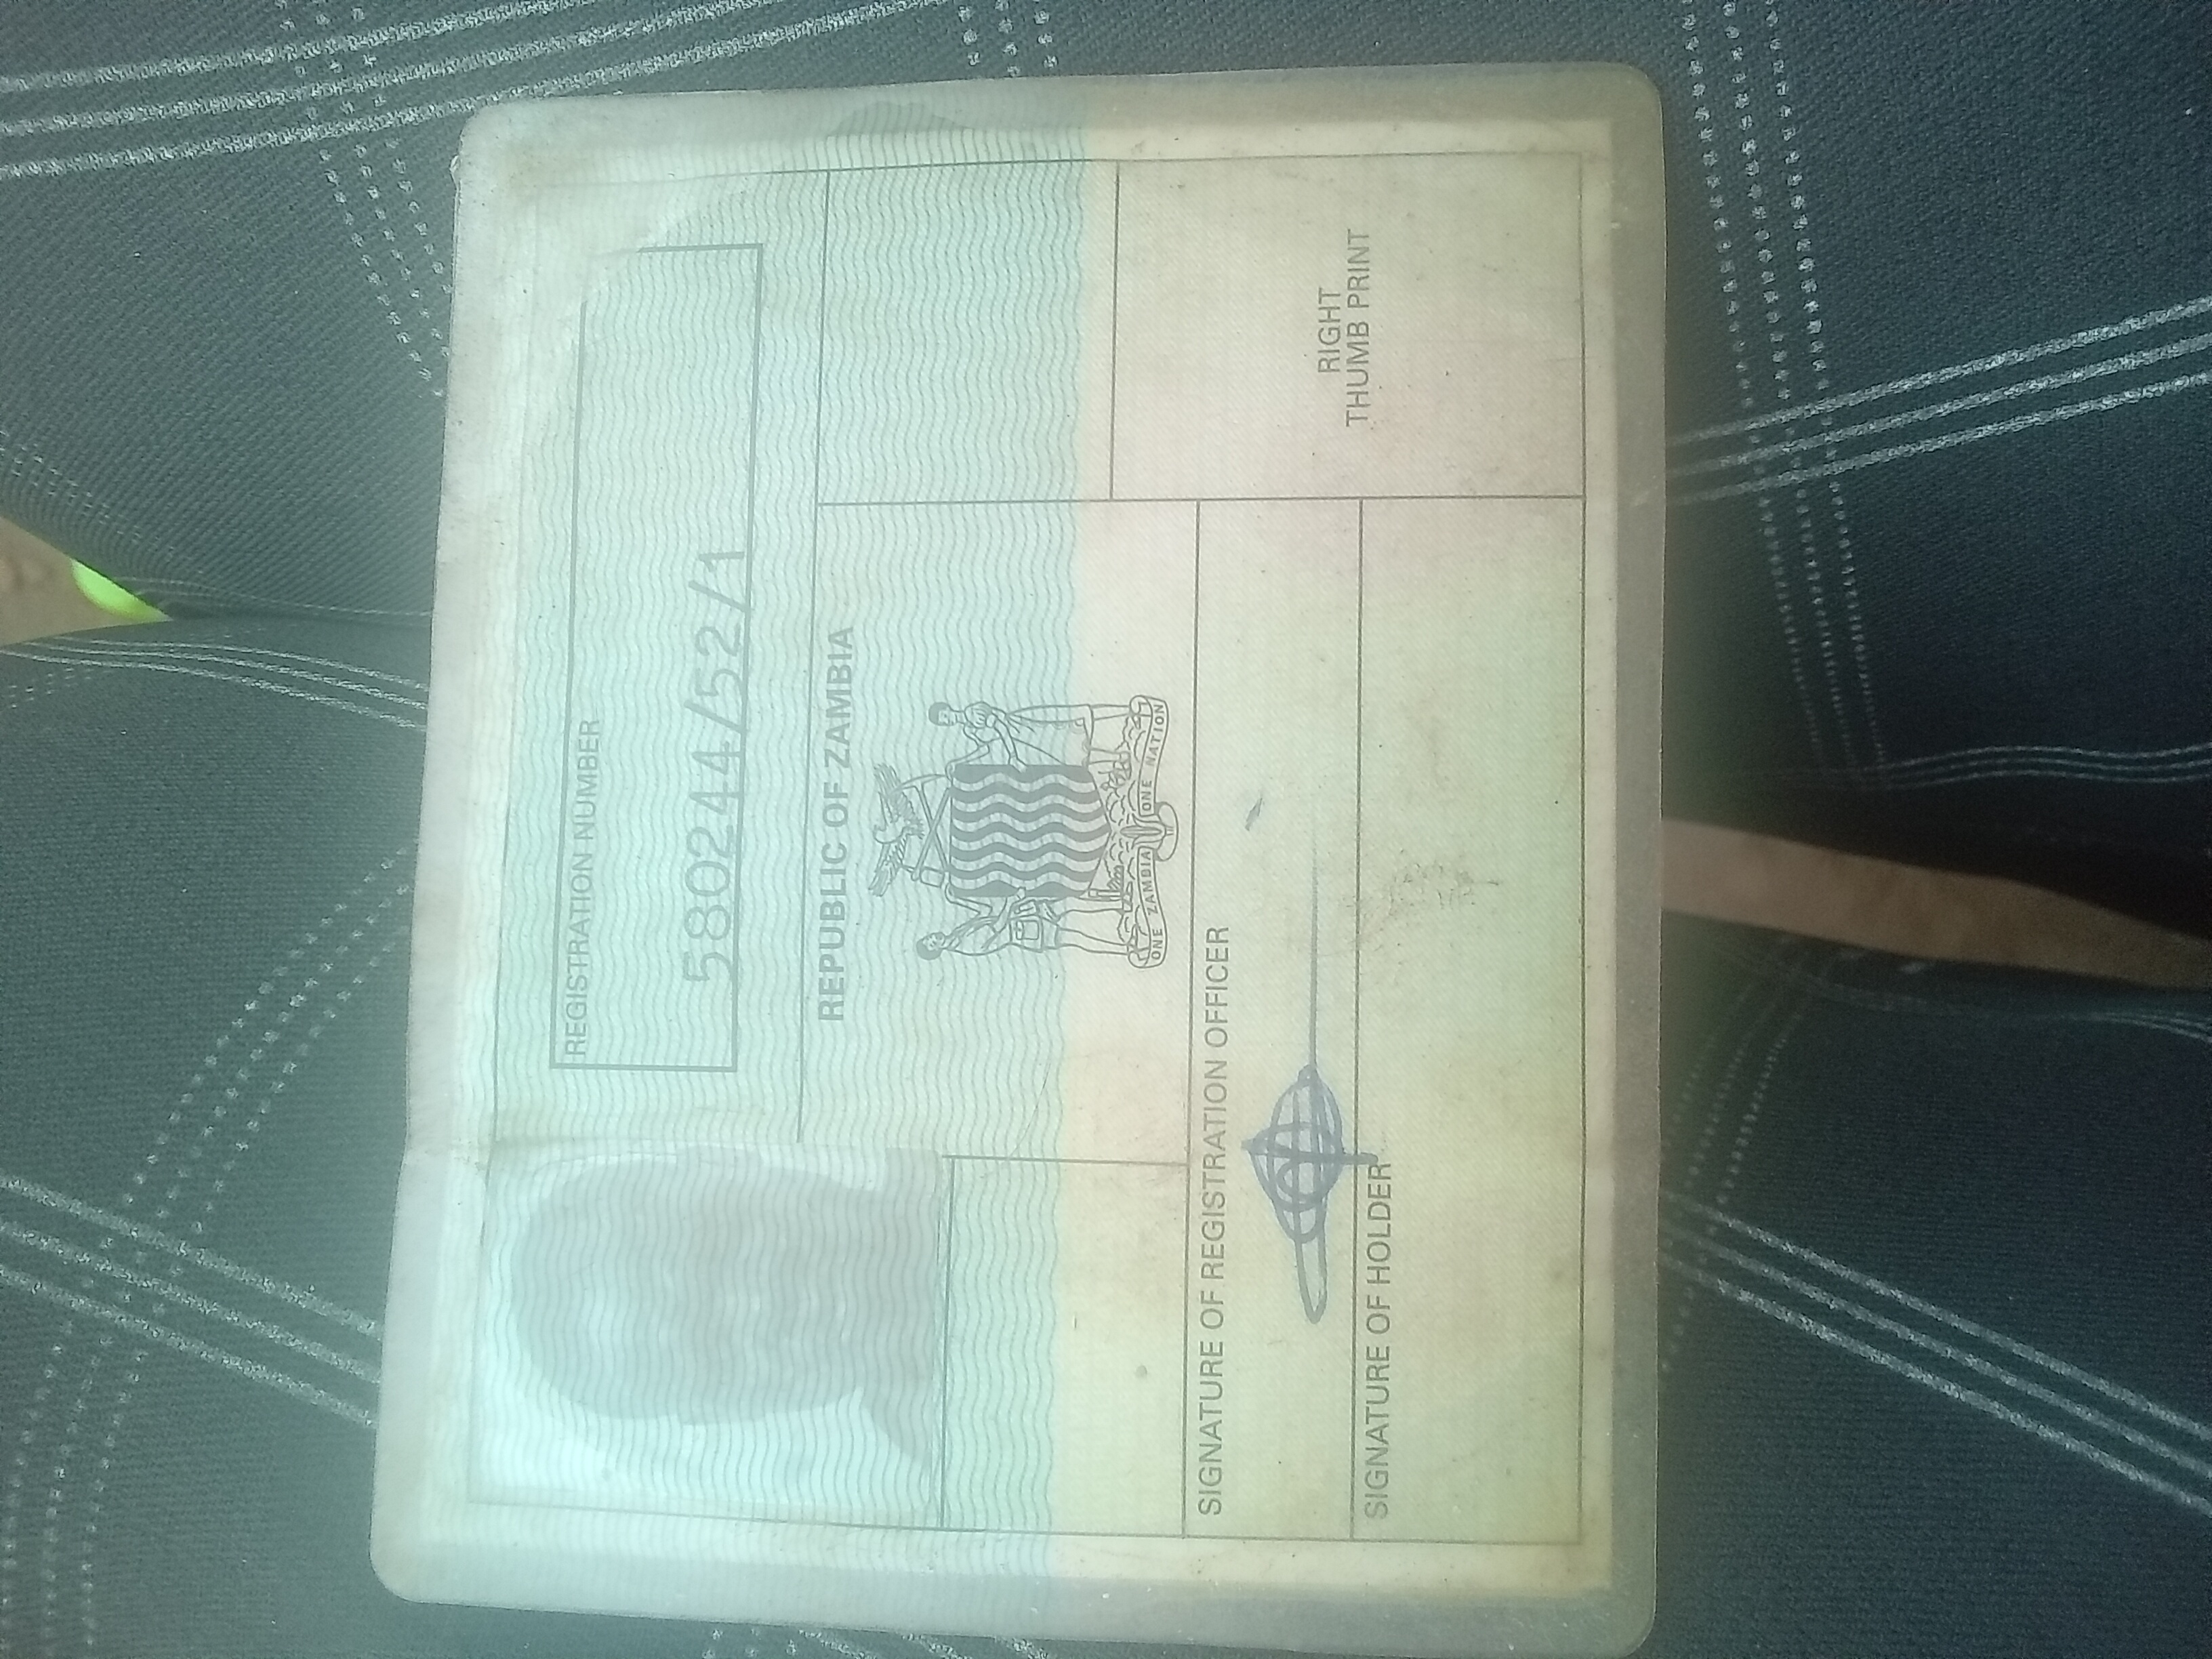 REGISTRATION NUMBER
580244/52/1
REPUBLIC OF ZAMBIA
ONE ZAMBIA ONE NATION
SIGNATURE OF REGISTRATION OFFICER
SIGNATURE OF HOLDER
RIGHT
THUMB PRINT